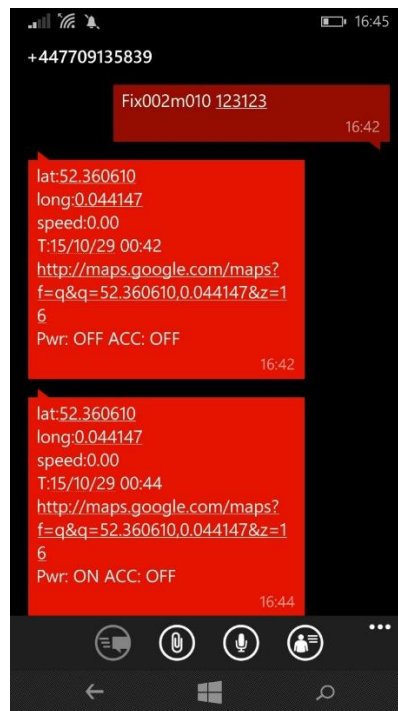 16:45
+447709135839
Fix002m010 123123
16:42
lat:52.360610
long:0.044147
speed:0.00
T:15/10/29 00:42
http://maps.google.com/maps?
f=q&q=52.360610,0.044147&z=1
6
Pwr: OFF ACC: OFF
16:42
lat:52.360610
long:0.044147
speed:0.00
T:15/10/29 00:44
http://maps.google.com/maps?
f=q&q=52.360610,0.044147&z=1
6
Pwr: ON ACC: OFF
16:44